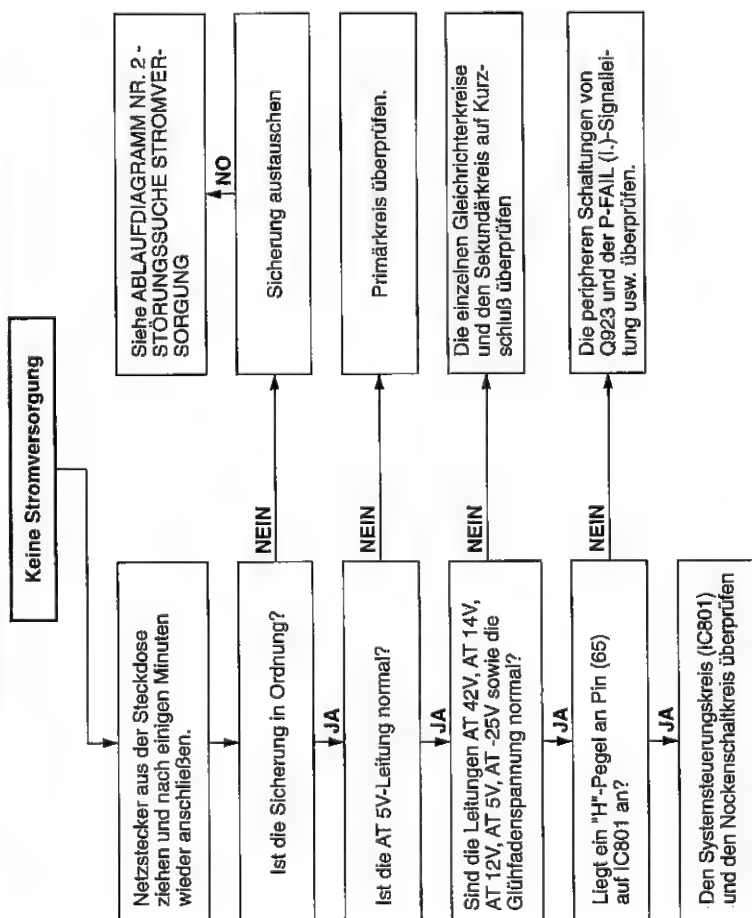 Keine Stromversorgung
Netzstecker aus der Steckdose
ziehen und nach einigen Minuten
wieder anschließen.
Ist die Sicherung in Ordnung?
NEIN
Sicherung austauschen
NO
Siehe ABLAUFDIAGRAMM NR. 2 -
STÖRUNGSSUCHE STROMVER-
SORGUNG
JA
Ist die AT 5V-Leitung normal?
NEIN
Primärkreis überprüfen.
JA
Sind die Leitungen AT 42V, AT 14V,
AT 12V, AT 5V, AT -25V sowie die
Glühfadenspannung normal?
NEIN
Die einzelnen Gleichrichterkreise
und den Sekundärkreis auf Kurz-
schluß überprüfen
JA
Liegt ein "H"-Pegel an Pin (65)
auf IC801 an?
NEIN
Die peripheren Schaltungen von
Q923 und der P-FAIL (l.)-Signallei-
tung usw. überprüfen.
JA
Den Systemsteuerungskreis (IC801)
und den Nockenschaltkreis überprüfen